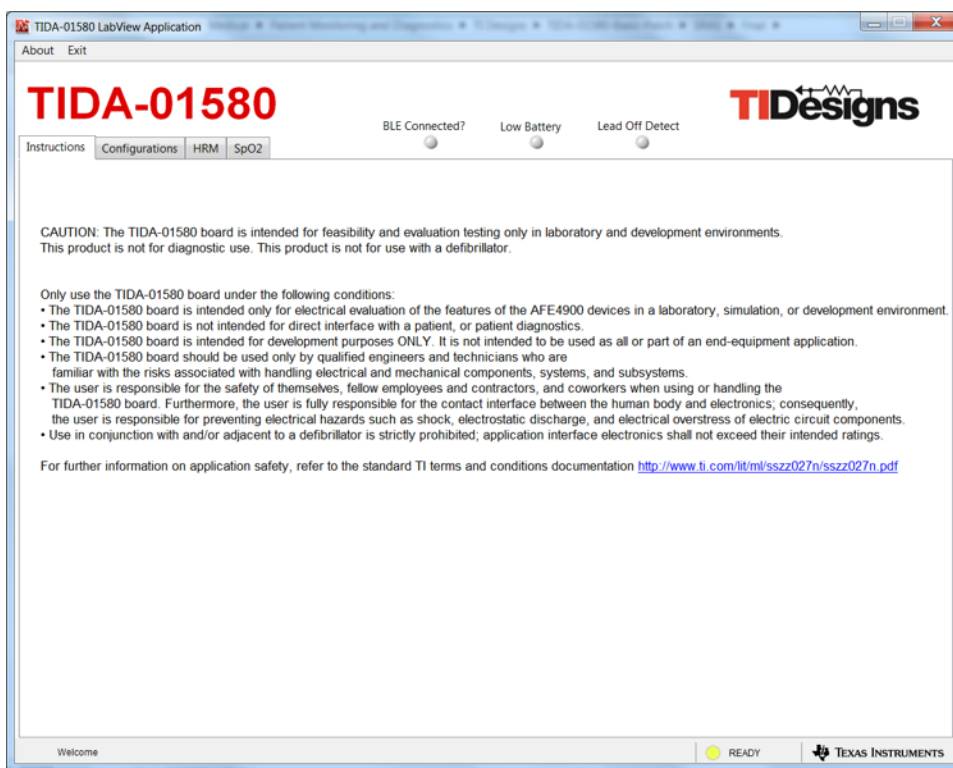 TIDA-01580 LabView Application
About Exit
TIDA-01580
TIDesigns
BLE Connected? Low Battery Lead Off Detect
Instructions Configurations HRM SpO2
CAUTION: The TIDA-01580 board is intended for feasibility and evaluation testing only in laboratory and development environments.
This product is not for diagnostic use. This product is not for use with a defibrillator.
Only use the TIDA-01580 board under the following conditions:
• The TIDA-01580 board is intended only for electrical evaluation of the features of the AFE4900 devices in a laboratory, simulation, or development environment.
• The TIDA-01580 board is not intended for direct interface with a patient, or patient diagnostics.
• The TIDA-01580 board is intended for development purposes ONLY. It is not intended to be used as all or part of an end-equipment application.
• The TIDA-01580 board should be used only by qualified engineers and technicians who are
familiar with the risks associated with handling electrical and mechanical components, systems, and subsystems.
• The user is responsible for the safety of themselves, fellow employees and contractors, and coworkers when using or handling the
TIDA-01580 board. Furthermore, the user is fully responsible for the contact interface between the human body and electronics; consequently,
the user is responsible for preventing electrical hazards such as shock, electrostatic discharge, and electrical overstress of electric circuit components.
• Use in conjunction with and/or adjacent to a defibrillator is strictly prohibited; application interface electronics shall not exceed their intended ratings.
For further information on application safety, refer to the standard TI terms and conditions documentation http://www.ti.com/lit/ml/sszz027n/sszz027n.pdf
Welcome READY TEXAS INSTRUMENTS